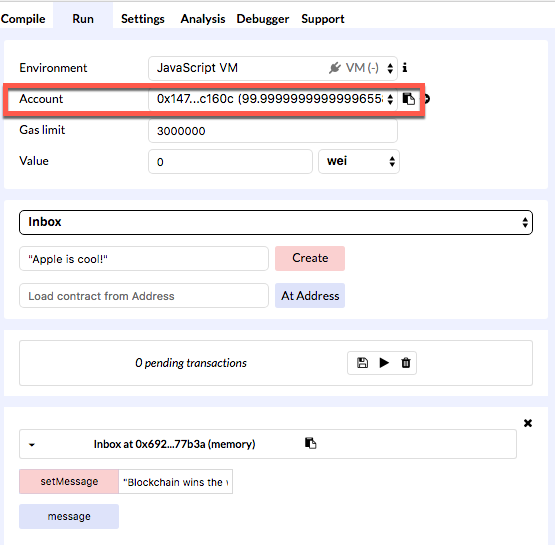 Compile Run Settings Analysis Debugger Support
Environment JavaScript VM VM (-) i
Account 0x147...c160c (99.999999999999965
Gas limit 3000000
Value 0 wei
Inbox
"Apple is cool!" Create
Load contract from Address At Address
0 pending transactions
Inbox at 0x692...77b3a (memory)
setMessage "Blockchain wins the
message